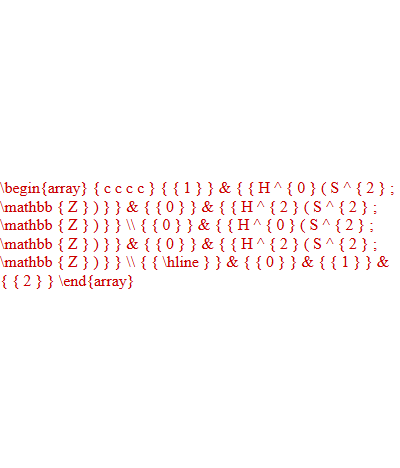 \begin{array} { c c c c } { { 1 } } & { { H ^ { 0 } ( S ^ { 2 } ;
\mathbb { Z } ) } } & { { 0 } } & { { H ^ { 2 } ( S ^ { 2 } ;
\mathbb { Z } ) } } \\ { { 0 } } & { { H ^ { 0 } ( S ^ { 2 } ;
\mathbb { Z } ) } } & { { 0 } } & { { H ^ { 2 } ( S ^ { 2 } ;
\mathbb { Z } ) } } \\ { { \hline } } & { { 0 } } & { { 1 } } &
{ { 2 } } \end{array}